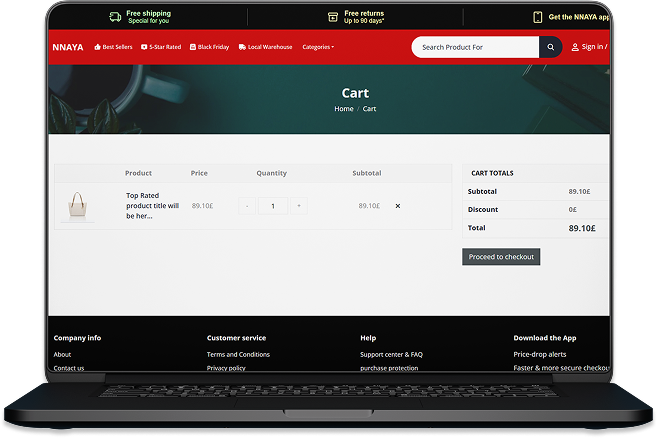 Free shipping
Special for you
Free returns
Up to 90 days*
Get the NNAYA app
NNAYA
Best Sellers
5-Star Rated
Black Friday
Local Warehouse
Categories
Search Product For
Sign in /
Cart
Home / Cart
Product Price Quantity Subtotal
Top Rated
product title will
be her...
89.10£
- 1 +
89.10£
×
CART TOTALS
Subtotal 89.10£
Discount 0£
Total 89.10£
Proceed to checkout
Company info
About
Contact us
Customer service
Terms and Conditions
Privacy policy
Help
Support center & FAQ
purchase protection
Download the App
Price-drop alerts
Faster & more secure checkou